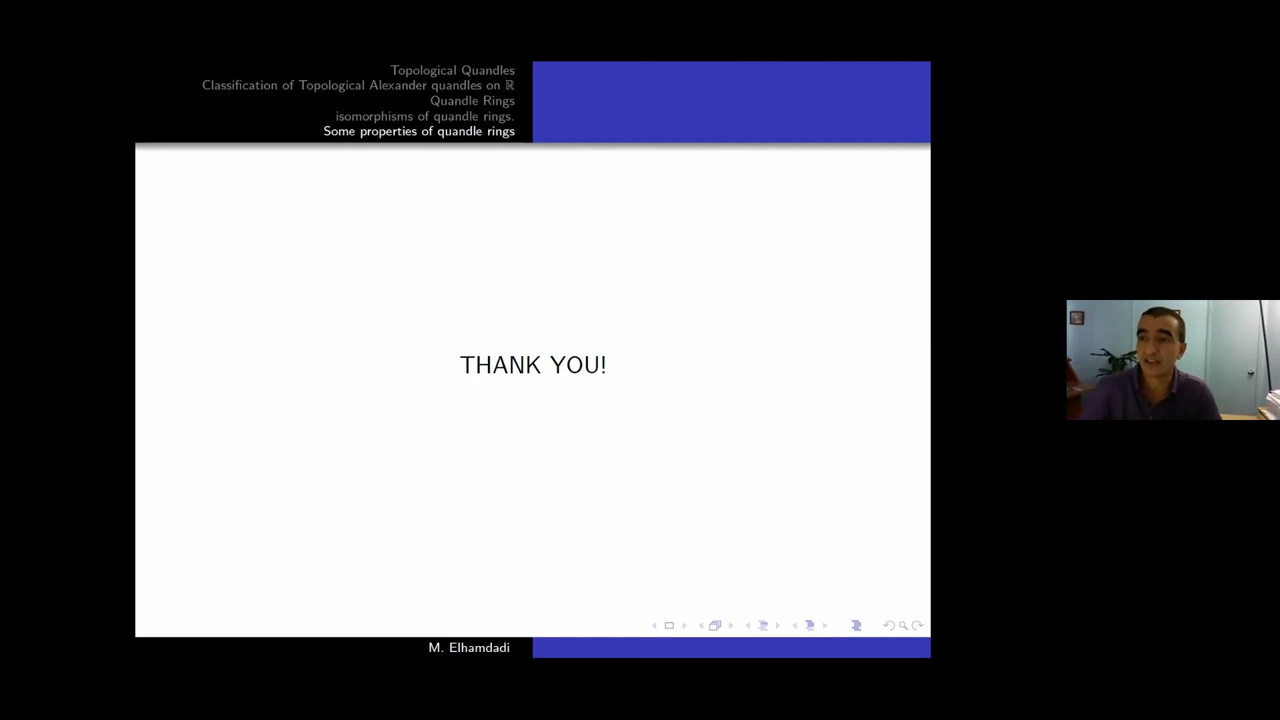 Topological Quandles
Classification of Topological Alexander quandles on ℝ
Quandle Rings
isomorphisms of quandle rings.
Some properties of quandle rings
THANK YOU!
M. Elhamdadi